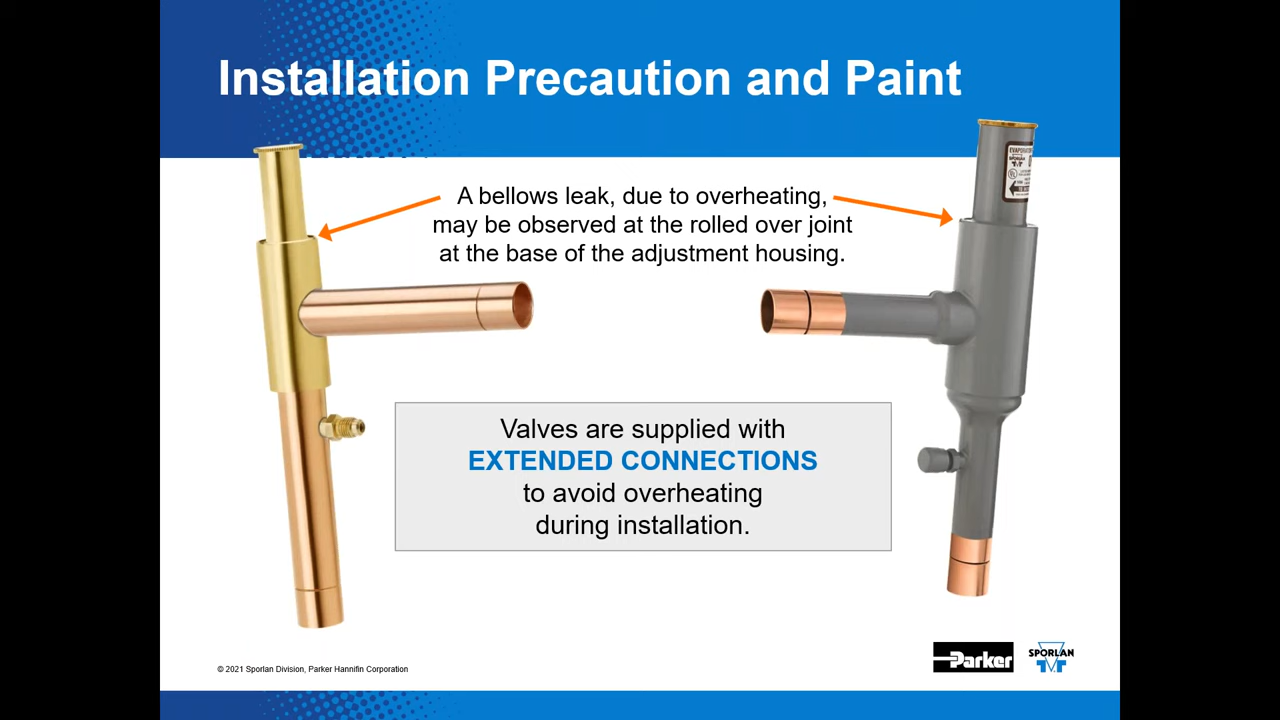 Installation Precaution and Paint
A bellows leak, due to overheating,
may be observed at the rolled over joint
at the base of the adjustment housing.
EVAPORATOR
SPORLAN
Valves are supplied with
EXTENDED CONNECTIONS
to avoid overheating
during installation.
© 2021 Sporlan Division, Parker Hannifin Corporation
Parker
SPORLAN